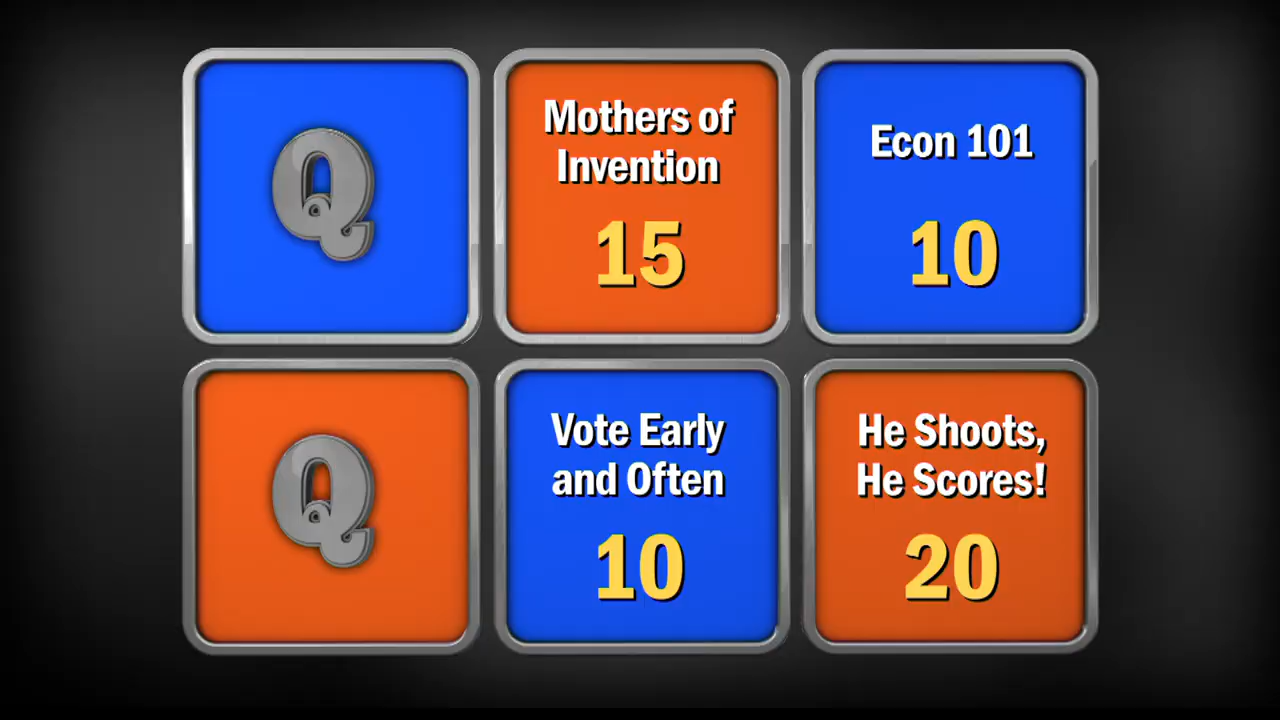 Q
Mothers of
Invention
15
Econ 101
10
Q
Vote Early
and Often
10
He Shoots,
He Scores!
20